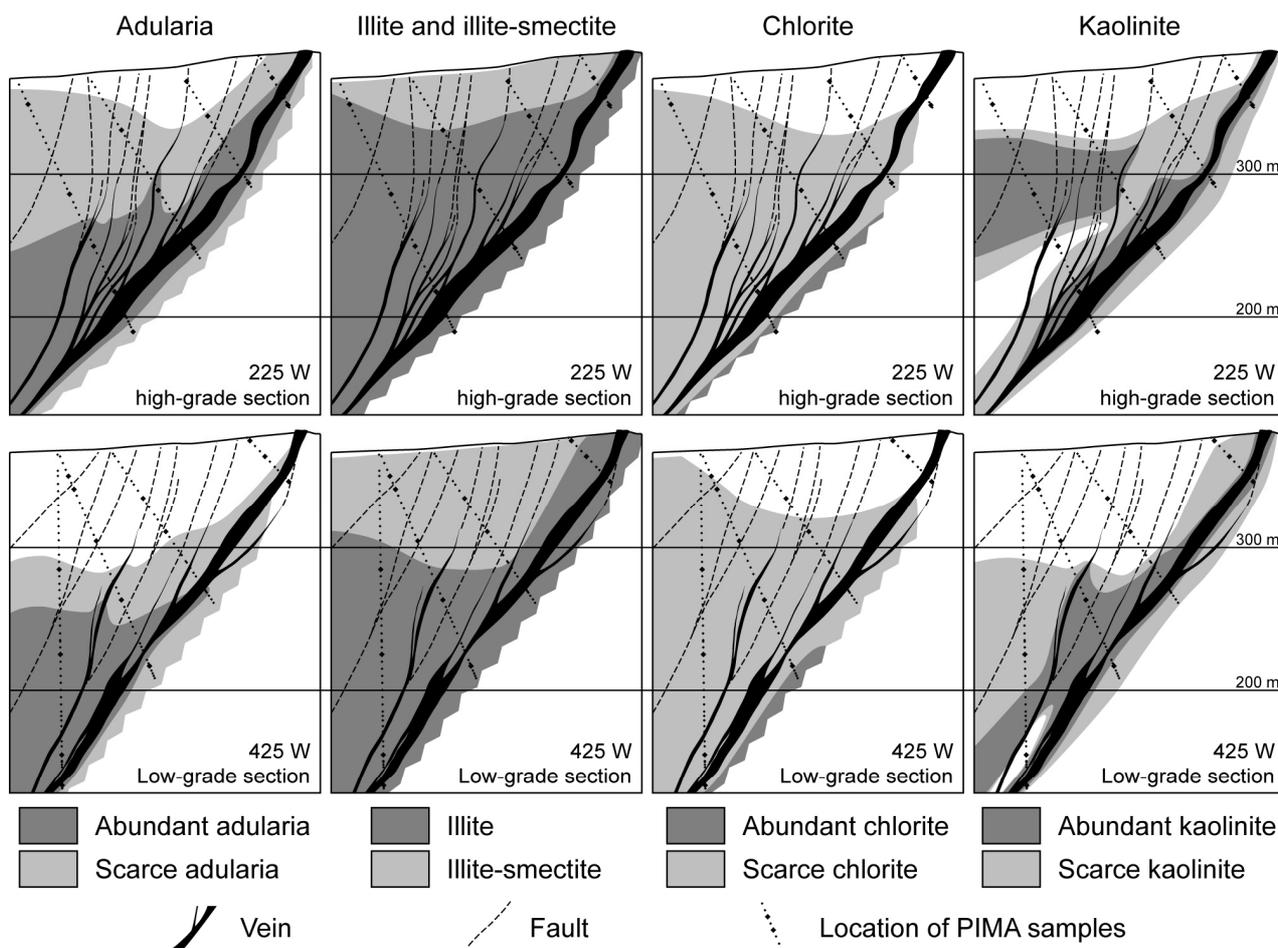 Adularia
Illite and illite-smectite
Chlorite
Kaolinite
300 m
200 m
225 W
high-grade section
225 W
high-grade section
225 W
high-grade section
225 W
high-grade section
300 m
200 m
425 W
Low-grade section
425 W
Low-grade section
425 W
Low-grade section
425 W
Low-grade section
Abundant adularia
Illite
Abundant chlorite
Abundant kaolinite
Scarce adularia
Illite-smectite
Scarce chlorite
Scarce kaolinite
Vein
Fault
Location of PIMA samples